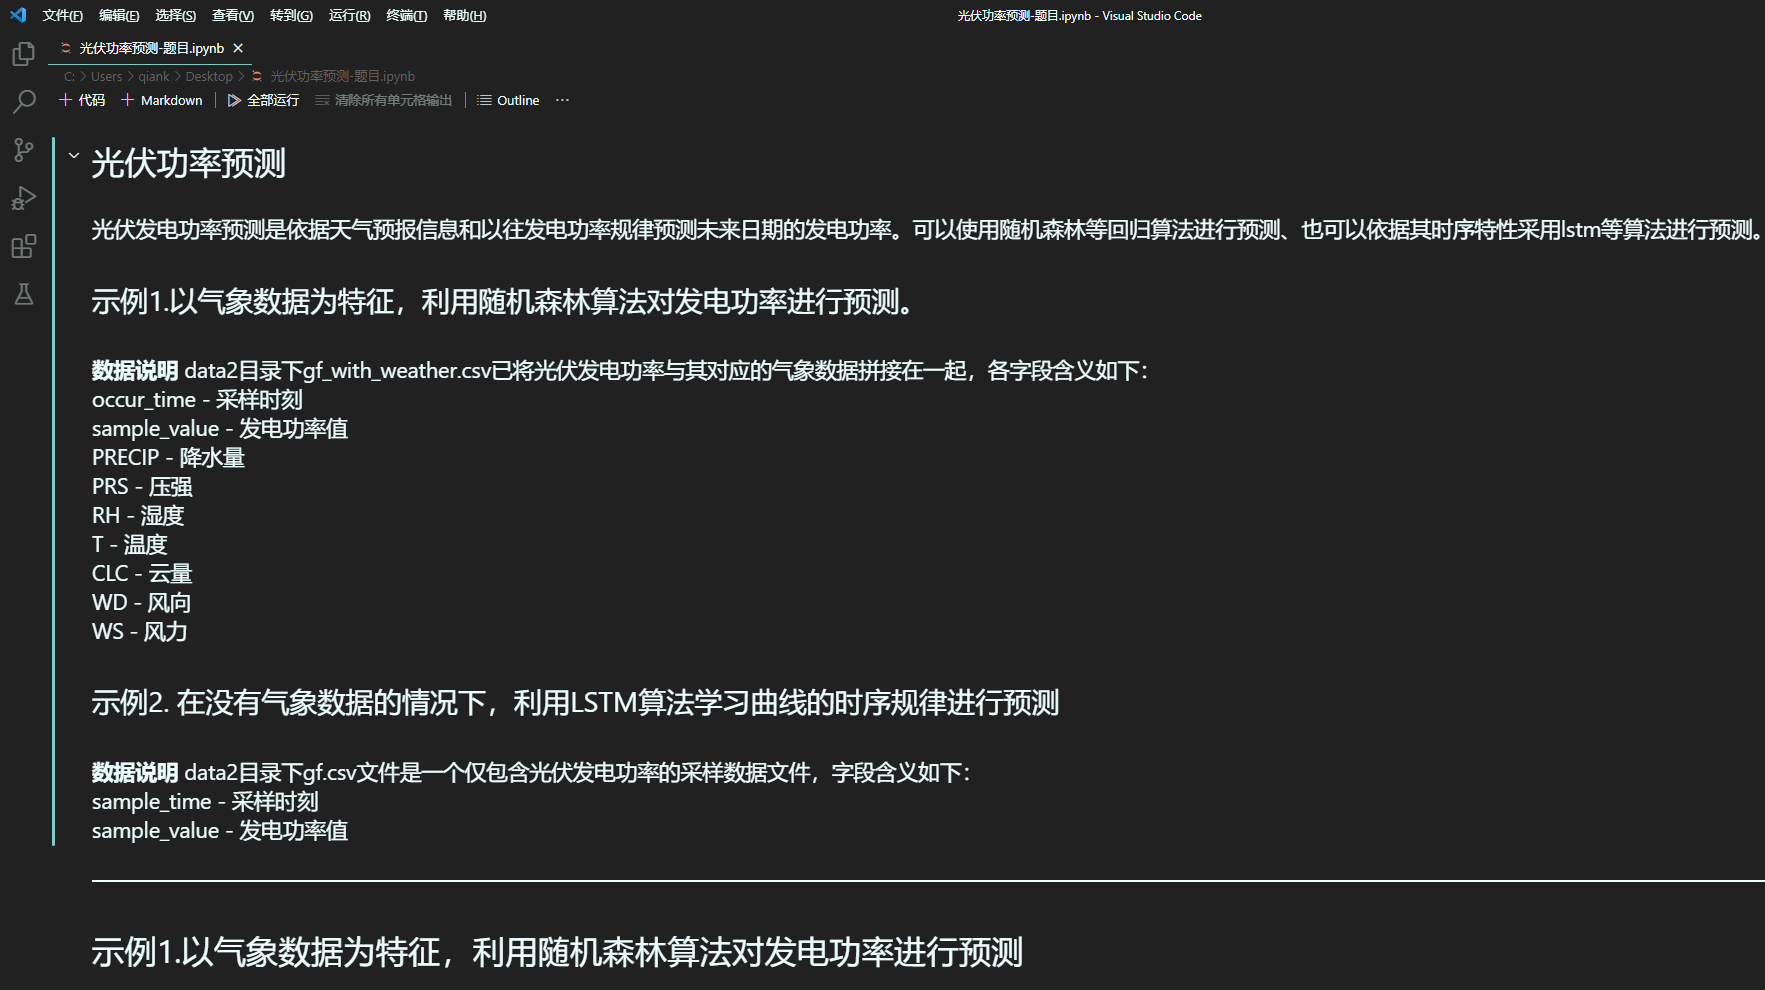 文件(F) 编辑(E) 选择(S) 查看(V) 转到(G) 运行(R) 终端(T) 帮助(H) 光伏功率预测-题目.ipynb - Visual Studio Code
光伏功率预测-题目.ipynb
C: > Users > qiank > Desktop > 光伏功率预测-题目.ipynb
代码 Markdown 全部运行 清除所有单元格输出 Outline ...
光伏功率预测
光伏发电功率预测是依据天气预报信息和以往发电功率规律预测未来日期的发电功率。可以使用随机森林等回归算法进行预测、也可以依据其时序特性采用lstm等算法进行预测。
示例1.以气象数据为特征，利用随机森林算法对发电功率进行预测。
数据说明 data2目录下gf_with_weather.csv已将光伏发电功率与其对应的气象数据拼接在一起，各字段含义如下：
occur_time - 采样时刻
sample_value - 发电功率值
PRECIP - 降水量
PRS - 压强
RH - 湿度
T - 温度
CLC - 云量
WD - 风向
WS - 风力
示例2. 在没有气象数据的情况下，利用LSTM算法学习曲线的时序规律进行预测
数据说明 data2目录下gf.csv文件是一个仅包含光伏发电功率的采样数据文件，字段含义如下：
sample_time - 采样时刻
sample_value - 发电功率值
示例1.以气象数据为特征，利用随机森林算法对发电功率进行预测